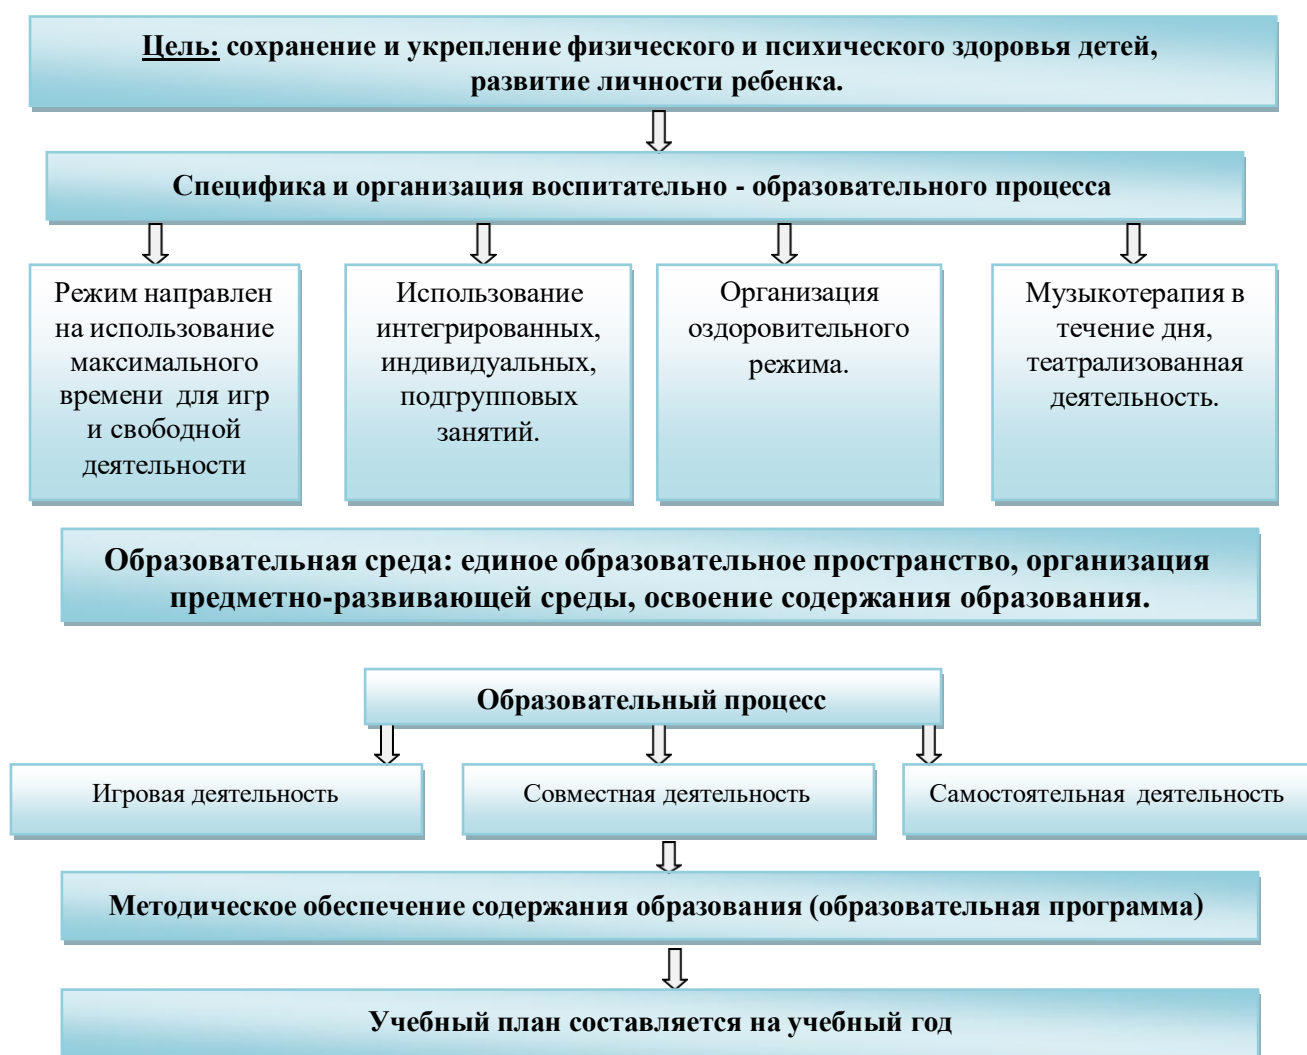 Цель: сохранение и укрепление физического и психического здоровья детей,
развитие личности ребенка.
Специфика и организация воспитательно - образовательного процесса
Режим направлен
на использование
максимального
времени для игр
и свободной
деятельности
Использование
интегрированных,
индивидуальных,
подгрупповых
занятий.
Организация
оздоровительного
режима.
Музыкотерапия в
течение дня,
театрализованная
деятельность.
Образовательная среда: единое образовательное пространство, организация
предметно-развивающей среды, освоение содержания образования.
Образовательный процесс
Игровая деятельность
Совместная деятельность
Самостоятельная деятельность
Методическое обеспечение содержания образования (образовательная программа)
Учебный план составляется на учебный год